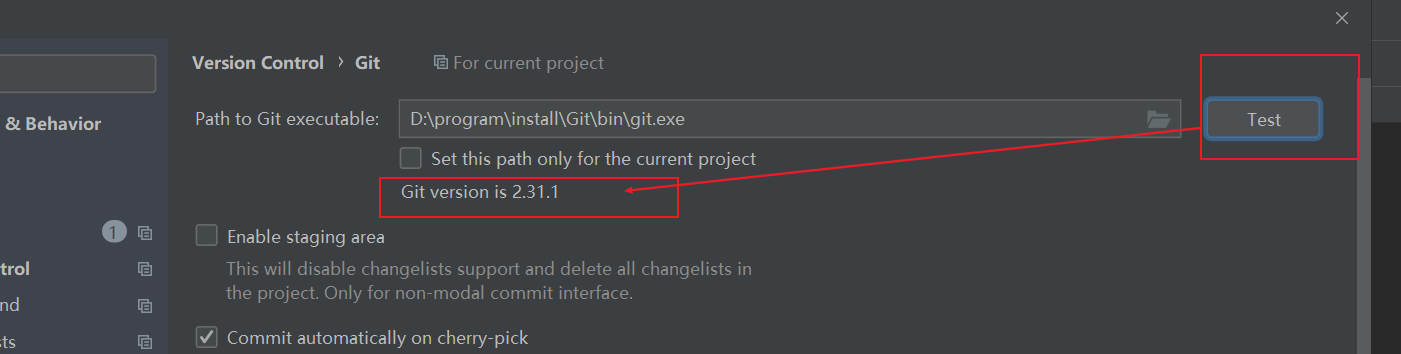 Version Control › Git
For current project
& Behavior
Path to Git executable:
D:\program\install\Git\bin\git.exe
Test
Set this path only for the current project
Git version is 2.31.1
1
Enable staging area
trol
This will disable changelists support and delete all changelists in
the project. Only for non-modal commit interface.
nd
sts
Commit automatically on cherry-pick